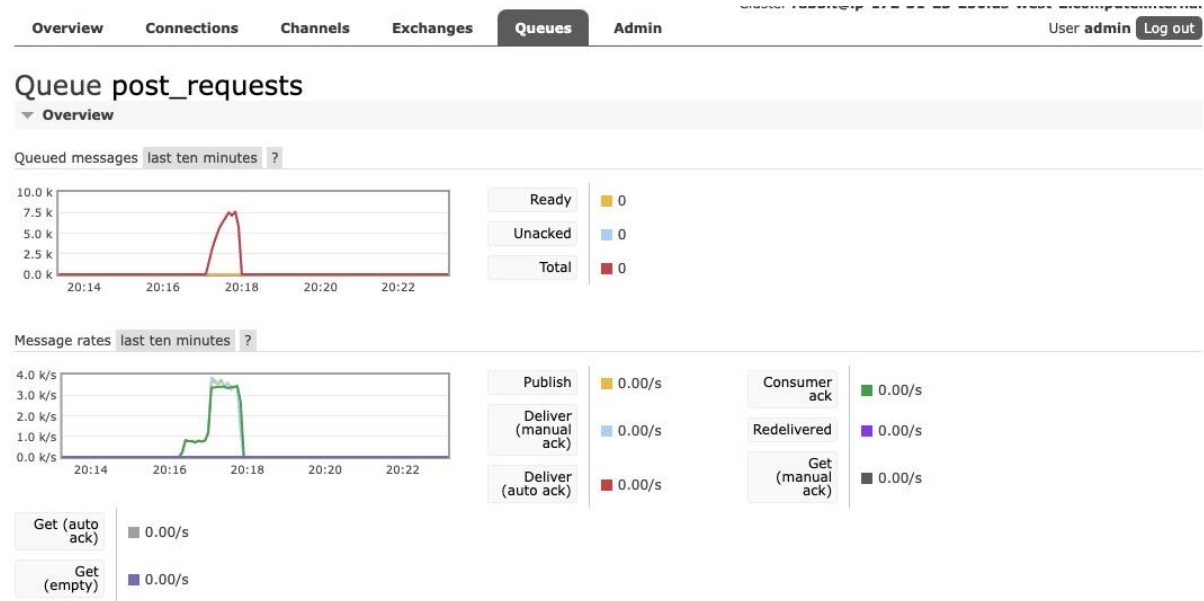 Overview Connections Channels Exchanges Queues Admin
User admin Log out
Queue post_requests
Overview
Queued messages last ten minutes ?
10.0 k
7.5 k
5.0 k
2.5 k
0.0 k
20:14 20:16 20:18 20:20 20:22
Ready 0
Unacked 0
Total 0
Message rates last ten minutes ?
4.0 k/s
3.0 k/s
2.0 k/s
1.0 k/s
0.0 k/s
20:14 20:16 20:18 20:20 20:22
Publish 0.00/s
Deliver
(manual 0.00/s
ack)
Deliver
(auto ack) 0.00/s
Consumer
ack 0.00/s
Redelivered 0.00/s
Get
(manual 0.00/s
ack)
Get (auto
ack) 0.00/s
Get
(empty) 0.00/s